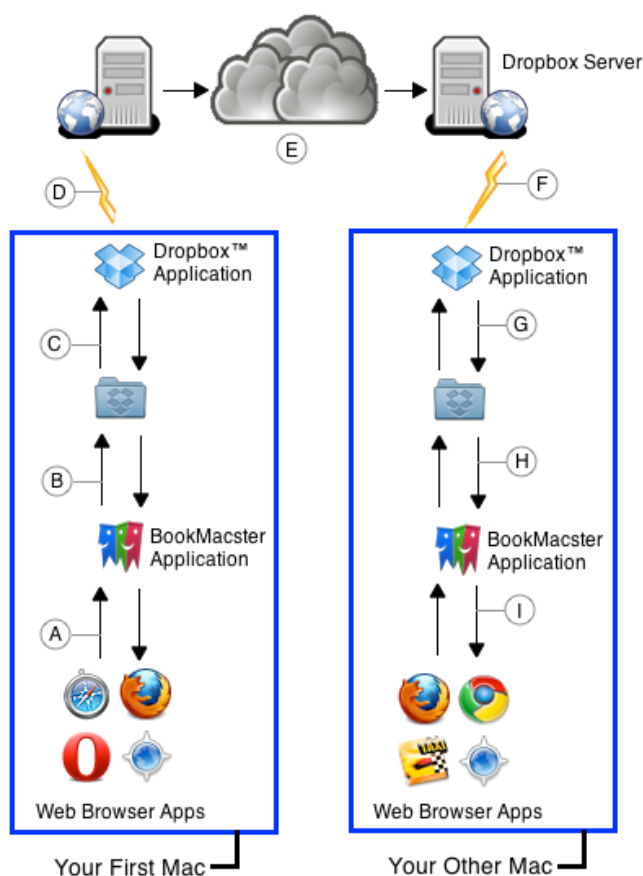 Dropbox Server
E
D
F
Dropbox™
Application
Dropbox™
Application
C
G
B
H
BookMacster
Application
BookMacster
Application
A
I
TAXI
Web Browser Apps
Web Browser Apps
Your First Mac
Your Other Mac